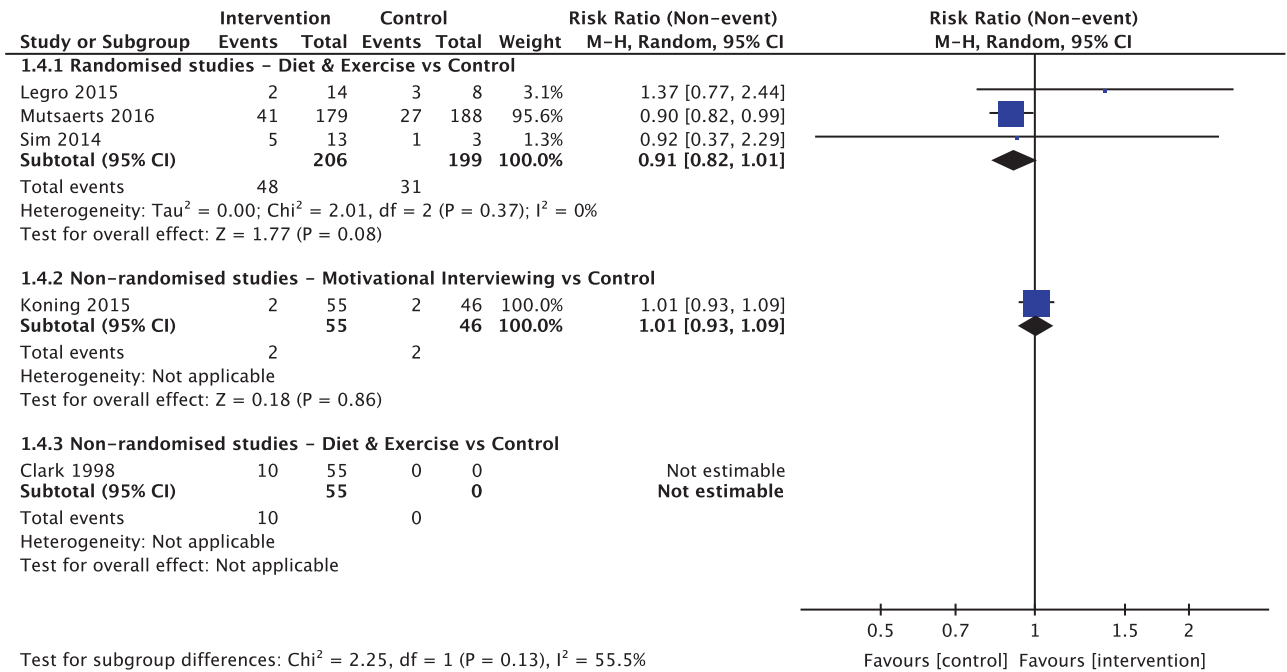 Intervention Control Risk Ratio (Non-event) Risk Ratio (Non-event)
Study or Subgroup Events Total Events Total Weight M-H, Random, 95% CI M-H, Random, 95% CI
1.4.1 Randomised studies – Diet & Exercise vs Control
Legro 2015 2 14 3 8 3.1% 1.37 [0.77, 2.44]
Mutsaerts 2016 41 179 27 188 95.6% 0.90 [0.82, 0.99]
Sim 2014 5 13 1 3 1.3% 0.92 [0.37, 2.29]
Subtotal (95% CI) 206 199 100.0% 0.91 [0.82, 1.01]
Total events 48 31
Heterogeneity: Tau² = 0.00; Chi² = 2.01, df = 2 (P = 0.37); I² = 0%
Test for overall effect: Z = 1.77 (P = 0.08)
1.4.2 Non-randomised studies – Motivational Interviewing vs Control
Koning 2015 2 55 2 46 100.0% 1.01 [0.93, 1.09]
Subtotal (95% CI) 55 46 100.0% 1.01 [0.93, 1.09]
Total events 2 2
Heterogeneity: Not applicable
Test for overall effect: Z = 0.18 (P = 0.86)
1.4.3 Non-randomised studies – Diet & Exercise vs Control
Clark 1998 10 55 0 0 Not estimable
Subtotal (95% CI) 55 0 Not estimable
Total events 10 0
Heterogeneity: Not applicable
Test for overall effect: Not applicable
0.5 0.7 1 1.5 2
Test for subgroup differences: Chi² = 2.25, df = 1 (P = 0.13), I² = 55.5% Favours [control] Favours [intervention]